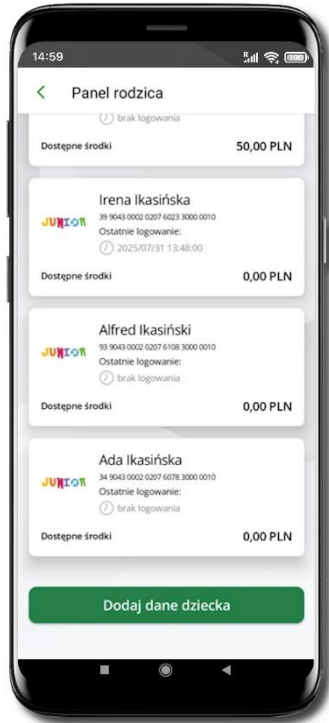 14:59
Panel rodzica
brak logowania
Dostępne środki 50,00 PLN
JUNIOR
Irena Ikasińska
39 9043 0002 0207 6023 3000 0010
Ostatnie logowanie:
2025/07/31 13:48:00
Dostępne środki 0,00 PLN
JUNIOR
Alfred Ikasiński
93 9043 0002 0207 6108 3000 0010
Ostatnie logowanie:
brak logowania
Dostępne środki 0,00 PLN
JUNIOR
Ada Ikasińska
34 9043 0002 0207 6078 3000 0010
Ostatnie logowanie:
brak logowania
Dostępne środki 0,00 PLN
Dodaj dane dziecka